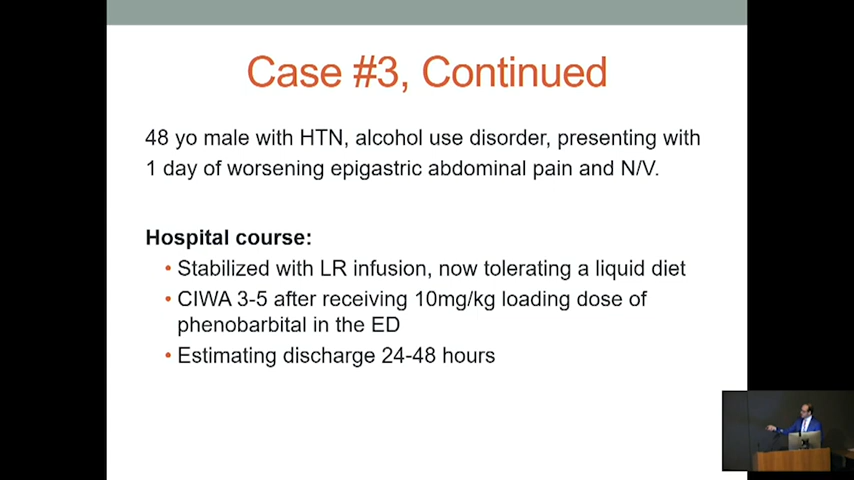 Case #3, Continued
48 yo male with HTN, alcohol use disorder, presenting with
1 day of worsening epigastric abdominal pain and N/V.
Hospital course:
• Stabilized with LR infusion, now tolerating a liquid diet
• CIWA 3-5 after receiving 10mg/kg loading dose of
phenobarbital in the ED
• Estimating discharge 24-48 hours